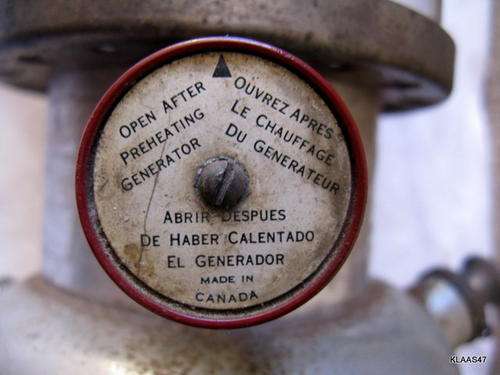 OPEN AFTER
PREHEATING
GENERATOR
OUVREZ APRES
LE CHAUFFAGE
DU GENERATEUR
ABRIR DESPUES
DE HABER CALENTADO
EL GENERADOR
MADE IN
CANADA
KLAAS47